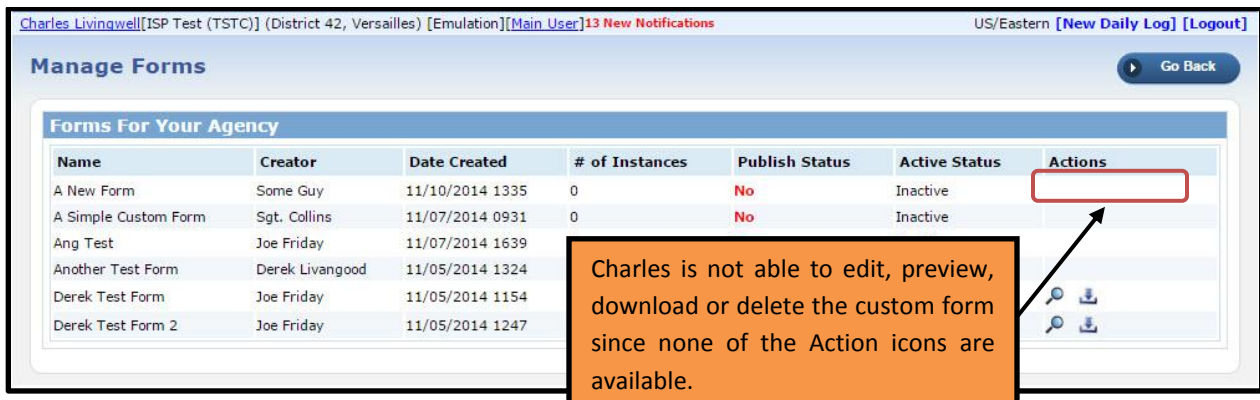 Charles Livingwell[ISP Test (TSTC)] (District 42, Versailles) [Emulation][Main User]13 New Notifications US/Eastern [New Daily Log] [Logout]
Manage Forms Go Back
Forms For Your Agency
Name Creator Date Created # of Instances Publish Status Active Status Actions
A New Form Some Guy 11/10/2014 1335 0 No Inactive
A Simple Custom Form Sgt. Collins 11/07/2014 0931 0 No Inactive
Ang Test Joe Friday 11/07/2014 1639
Another Test Form Derek Livangood 11/05/2014 1324
Derek Test Form Joe Friday 11/05/2014 1154
Derek Test Form 2 Joe Friday 11/05/2014 1247
Charles is not able to edit, preview,
download or delete the custom form
since none of the Action icons are
available.